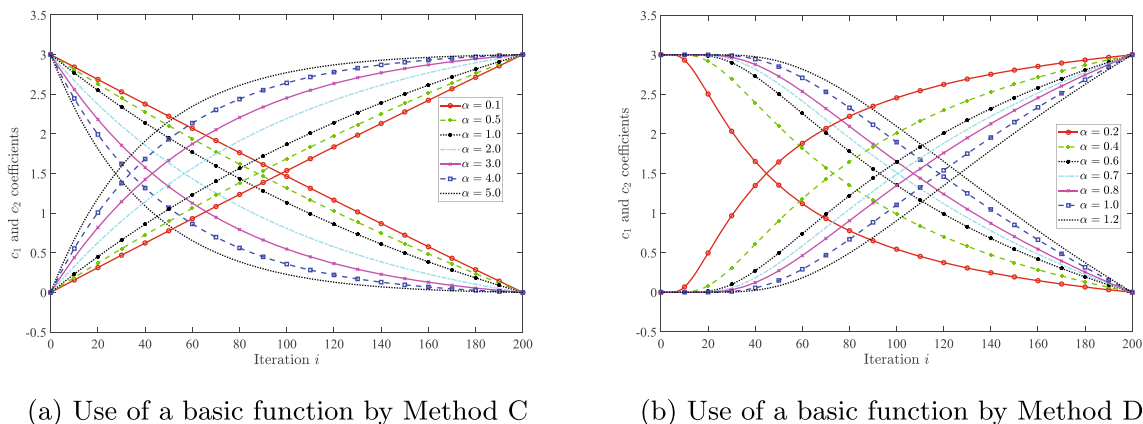 3.5
3
2.5
2
1.5
1
0.5
0
-0.5
0 20 40 60 80 100 120 140 160 180 200
c₁ and c₂ coefficients
Iteration i
α = 0.1
α = 0.5
α = 1.0
α = 2.0
α = 3.0
α = 4.0
α = 5.0
(a) Use of a basic function by Method C
3.5
3
2.5
2
1.5
1
0.5
0
-0.5
0 20 40 60 80 100 120 140 160 180 200
c₁ and c₂ coefficients
Iteration i
α = 0.2
α = 0.4
α = 0.6
α = 0.7
α = 0.8
α = 1.0
α = 1.2
(b) Use of a basic function by Method D